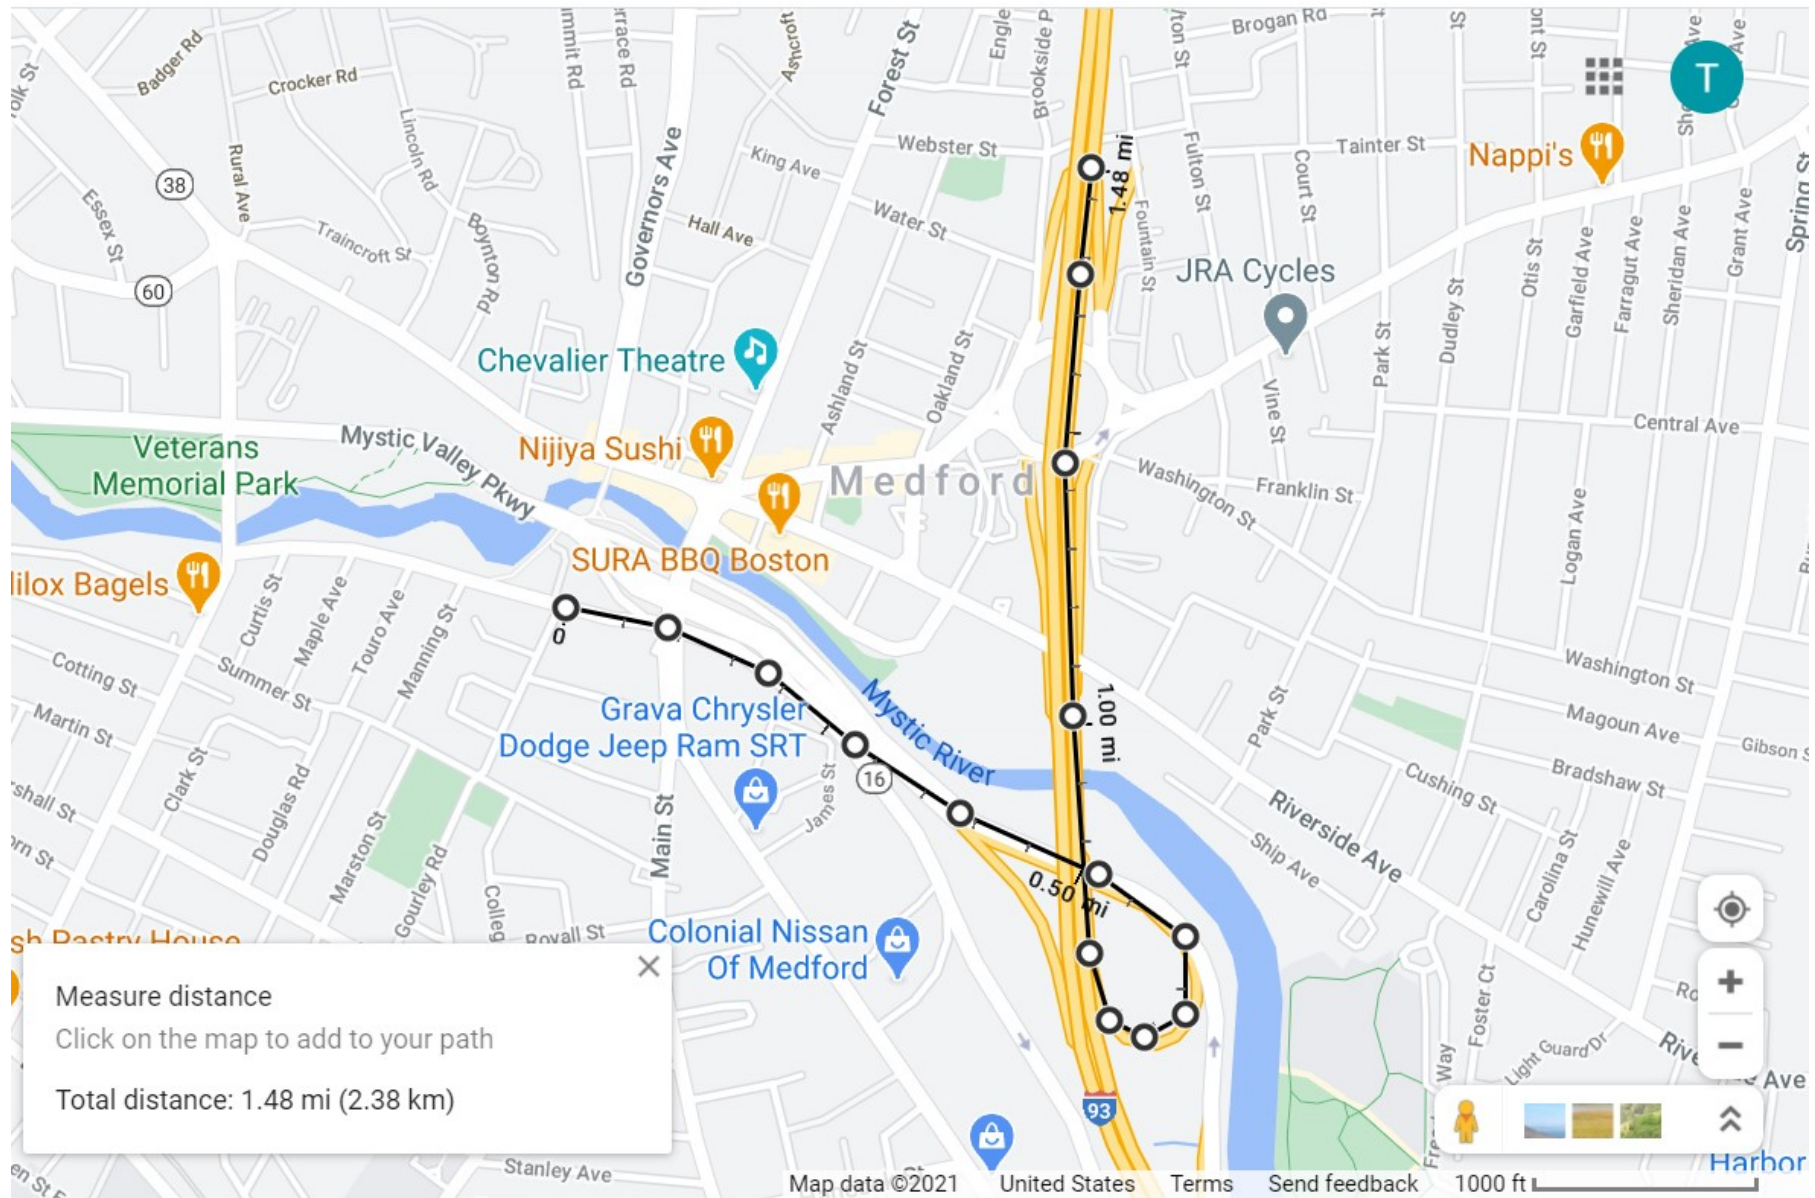 Brogan Rd
Badger Rd
Crocker Rd
Lincoln Rd
Rural Ave
38
Essex St
Traincroft St
Boynton Rd
60
Governors Ave
Ashcroft
Forest St
King Ave
Webster St
Hall Ave
Water St
1.48 mi
Fulton St
Fountain St
Court St
Tainter St
Nappi's
T
Spring St
JRA Cycles
Otis St
Garfield Ave
Farragut Ave
Sheridan Ave
Grant Ave
Dudley St
Park St
Vine St
Central Ave
Chevalier Theatre
Ashland St
Oakland St
Veterans
Memorial Park
Mystic Valley Pkwy
Nijiya Sushi
Medford
Washington St
Franklin St
SURA BBQ Boston
Logan Ave
Curtis St
Maple Ave
Touro Ave
Manning St
0
Cotting St
Summer St
Martin St
Clark St
Douglas Rd
Marston St
Gourley Rd
Main St
Grava Chrysler
Dodge Jeep Ram SRT
James St
16
Mystic River
1.00 mi
Park St
Washington St
Magoun Ave
Gibson S
Bradshaw St
Cushing St
Riverside Ave
Ship Ave
Carolina St
Hunewill Ave
0.50 mi
Royall St
Colonial Nissan
Of Medford
Foster Ct
Light Guard Dr
93
Measure distance
Click on the map to add to your path
Total distance: 1.48 mi (2.38 km)
Stanley Ave
Harbor
Map data ©2021 United States Terms Send feedback 1000 ft